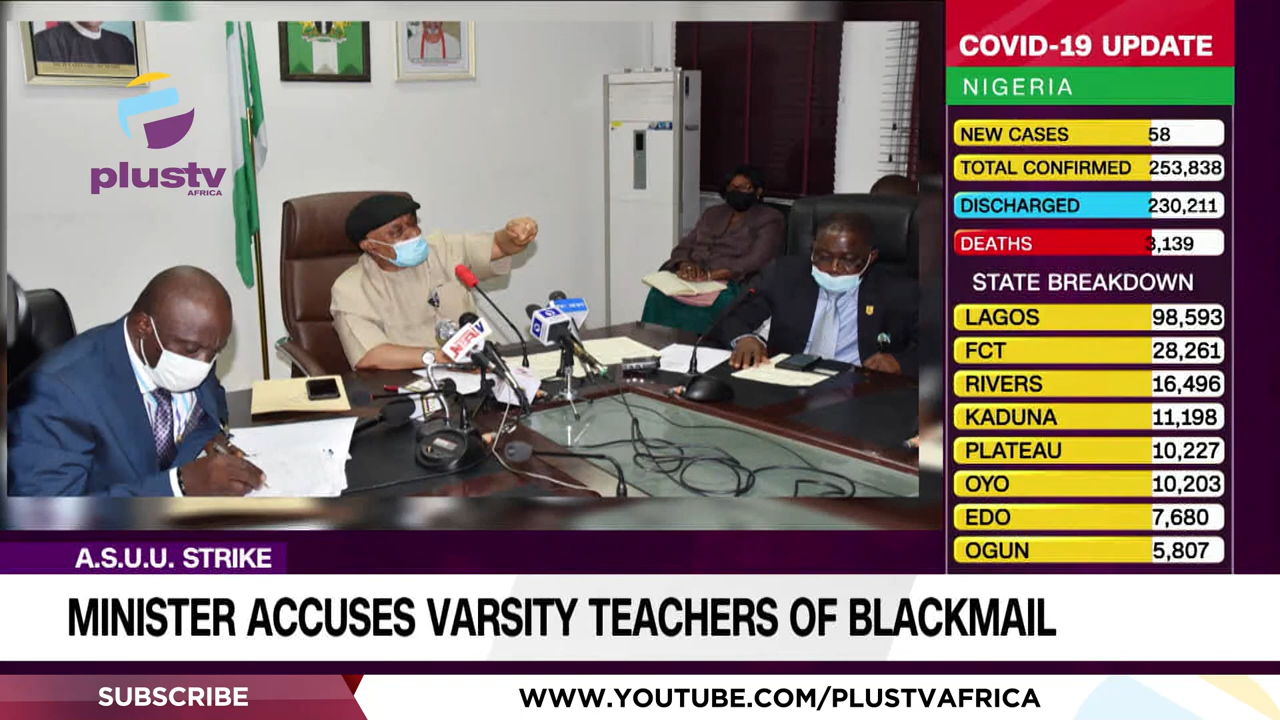 plustv
AFRICA
COVID-19 UPDATE
NIGERIA
NEW CASES 58
TOTAL CONFIRMED 253,838
DISCHARGED 230,211
DEATHS 3,139
STATE BREAKDOWN
LAGOS 98,593
FCT 28,261
RIVERS 16,496
KADUNA 11,198
PLATEAU 10,227
OYO 10,203
EDO 7,680
OGUN 5,807
A.S.U.U. STRIKE
MINISTER ACCUSES VARSITY TEACHERS OF BLACKMAIL
SUBSCRIBE
WWW.YOUTUBE.COM/PLUSTVAFRICA